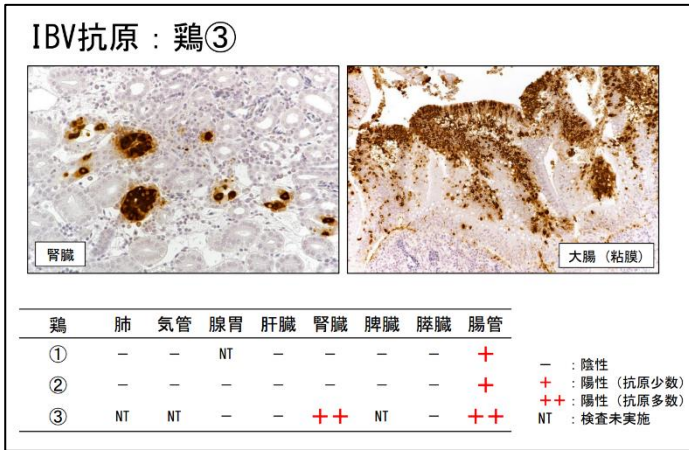 IBV抗原：鶏③
腎臓
大腸（粘膜）
鶏 肺 気管 腺胃 肝臓 腎臓 脾臓 膵臓 腸管
① － － NT － － － － ＋
② － － － － － － － ＋
③ NT NT － － ++ NT － ++
－ ：陰性
＋ ：陽性（抗原少数）
++ ：陽性（抗原多数）
NT ：検査未実施